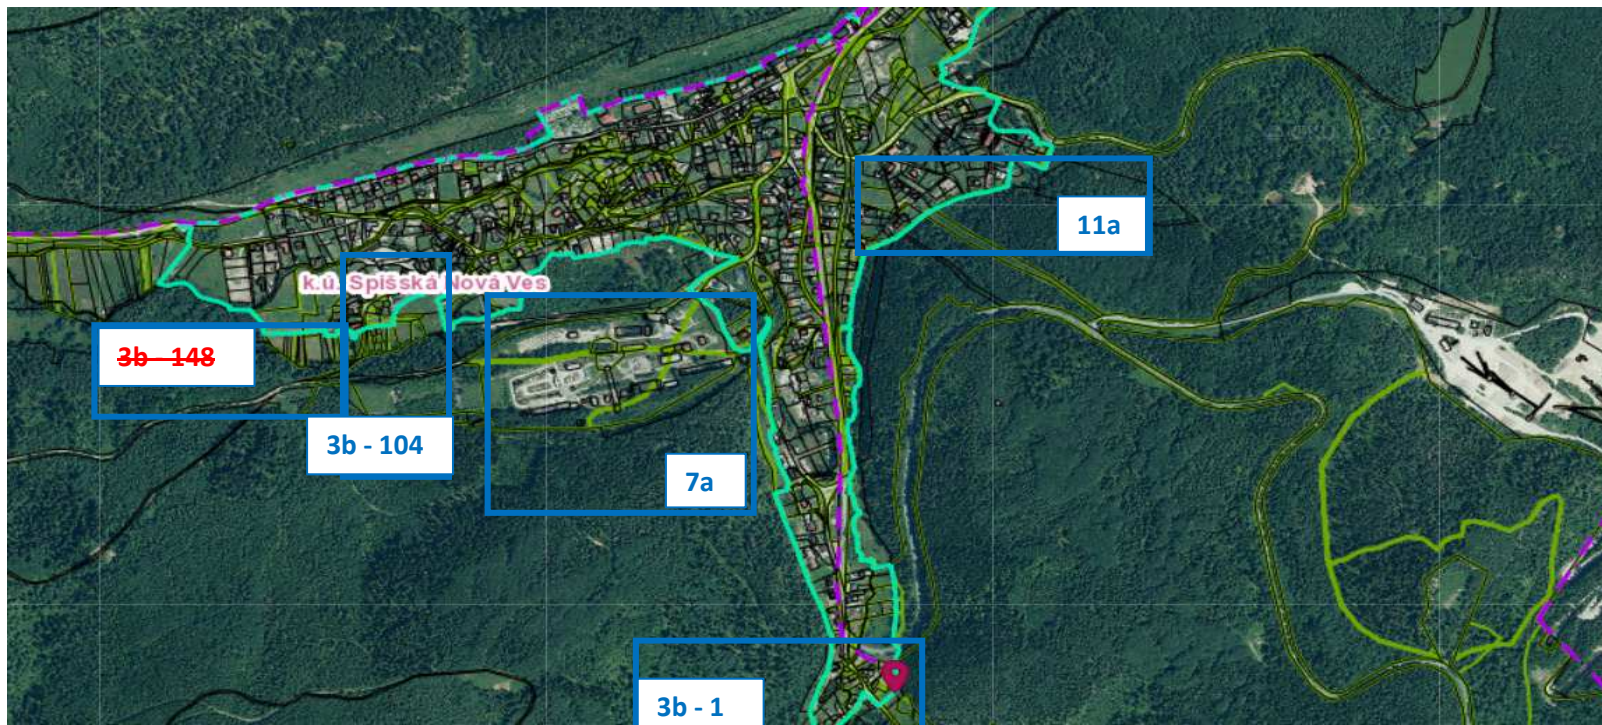 11a
k.ú. Spišská Nová Ves
3b - 148
3b - 104
7a
3b - 1